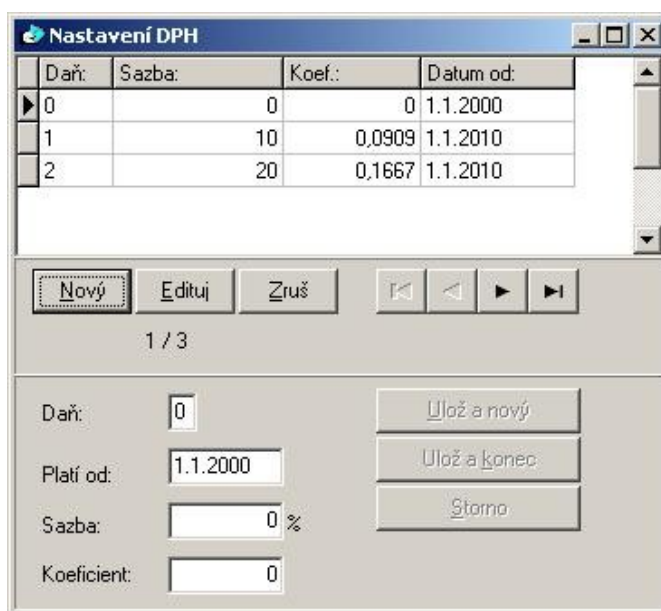 Nastavení DPH
Daň: Sazba: Koef.: Datum od:
0 0 0 1.1.2000
1 10 0,0909 1.1.2010
2 20 0,1667 1.1.2010
Nový Edituj Zruš
1 / 3
Daň: 0 Ulož a nový
Platí od: 1.1.2000 Ulož a konec
Sazba: 0 % Storno
Koeficient: 0